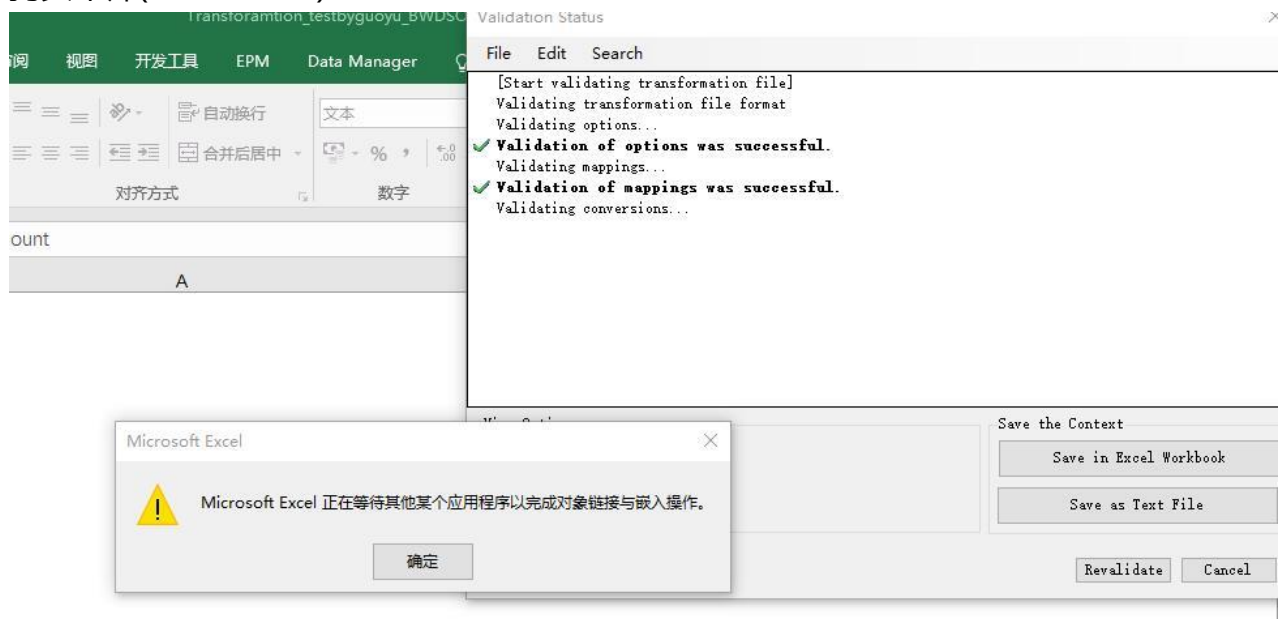 Transforamtion_testbyguoyu_BWDSO
阅 视图 开发工具 EPM Data Manager
自动换行 文本
合并后居中 %
对齐方式 数字
ount
A
Validation Status
File Edit Search
[Start validating transformation file]
Validating transformation file format
Validating options...
Validation of options was successful.
Validating mappings...
Validation of mappings was successful.
Validating conversions...
Save the Context
Save in Excel Workbook
Save as Text File
Revalidate Cancel
Microsoft Excel
Microsoft Excel 正在等待其他某个应用程序以完成对象链接与嵌入操作。
确定